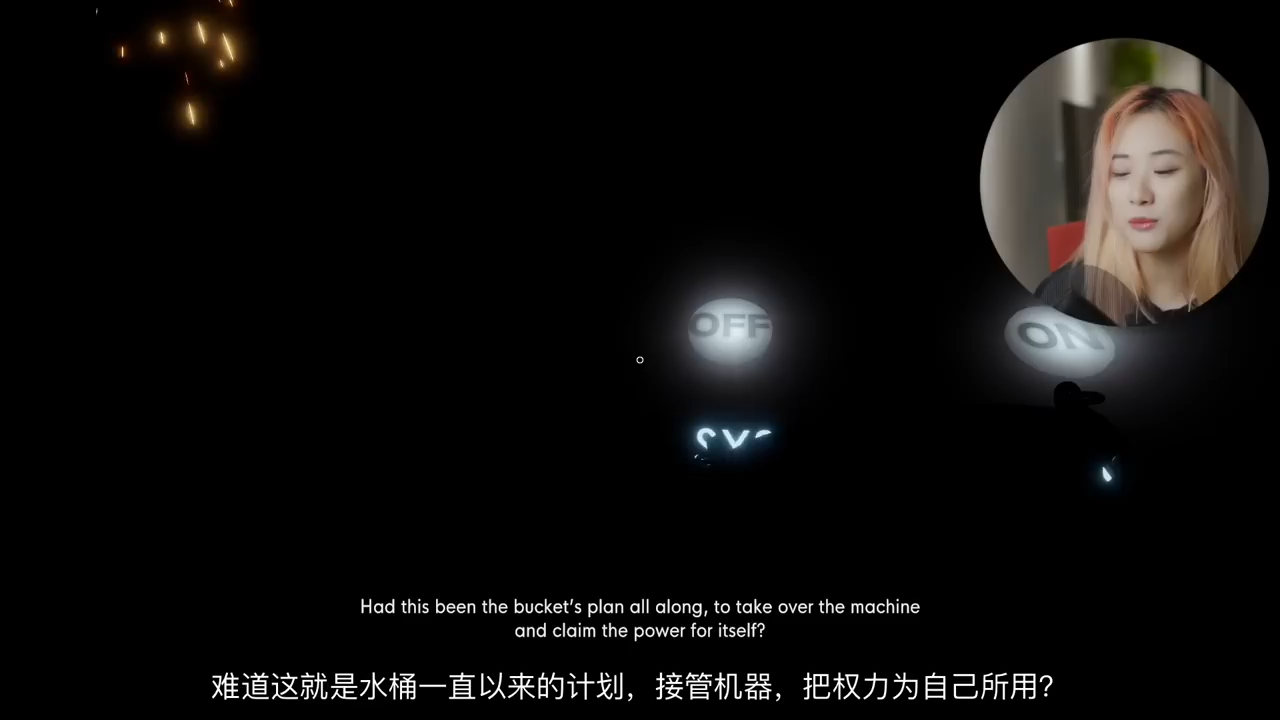 OFF
ON
Had this been the bucket's plan all along, to take over the machine
and claim the power for itself?
难道这就是水桶一直以来的计划，接管机器，把权力为自己所用？